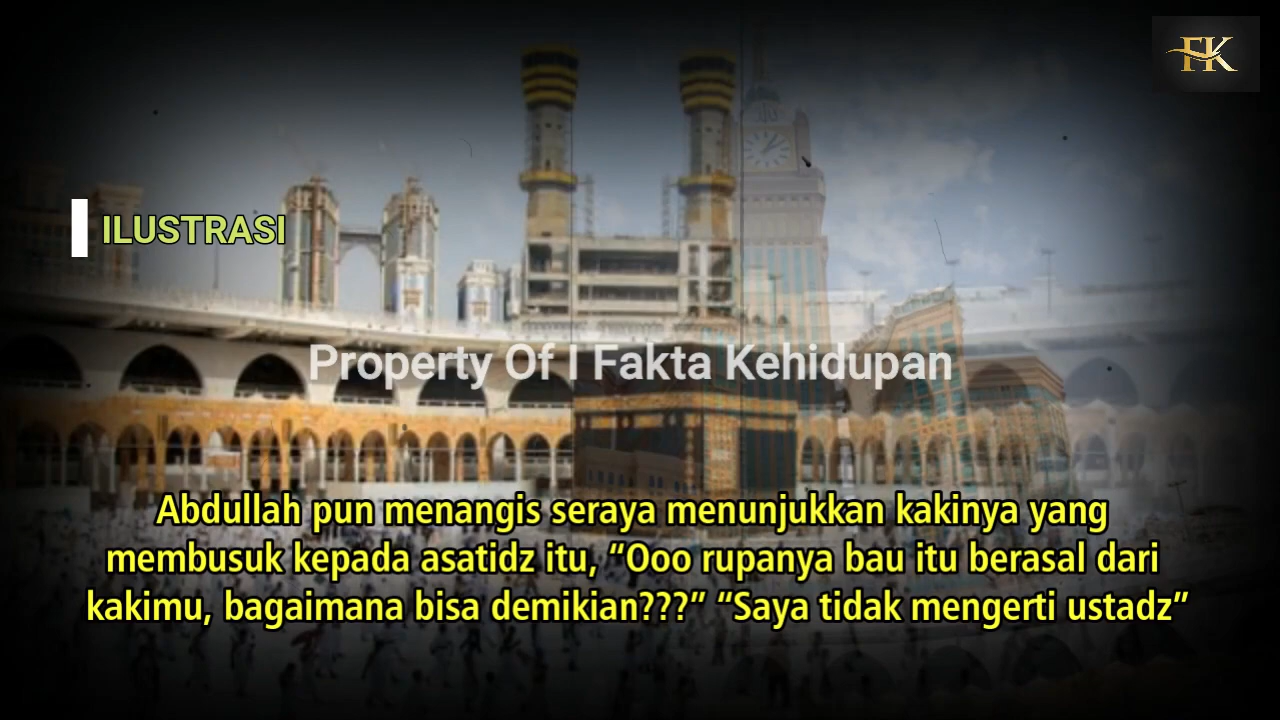 FK
ILUSTRASI
Property Of I Fakta Kehidupan
Abdullah pun menangis seraya menunjukkan kakinya yang
membusuk kepada asatidz itu, “Ooo rupanya bau itu berasal dari
kakimu, bagaimana bisa demikian???” “Saya tidak mengerti ustadz”